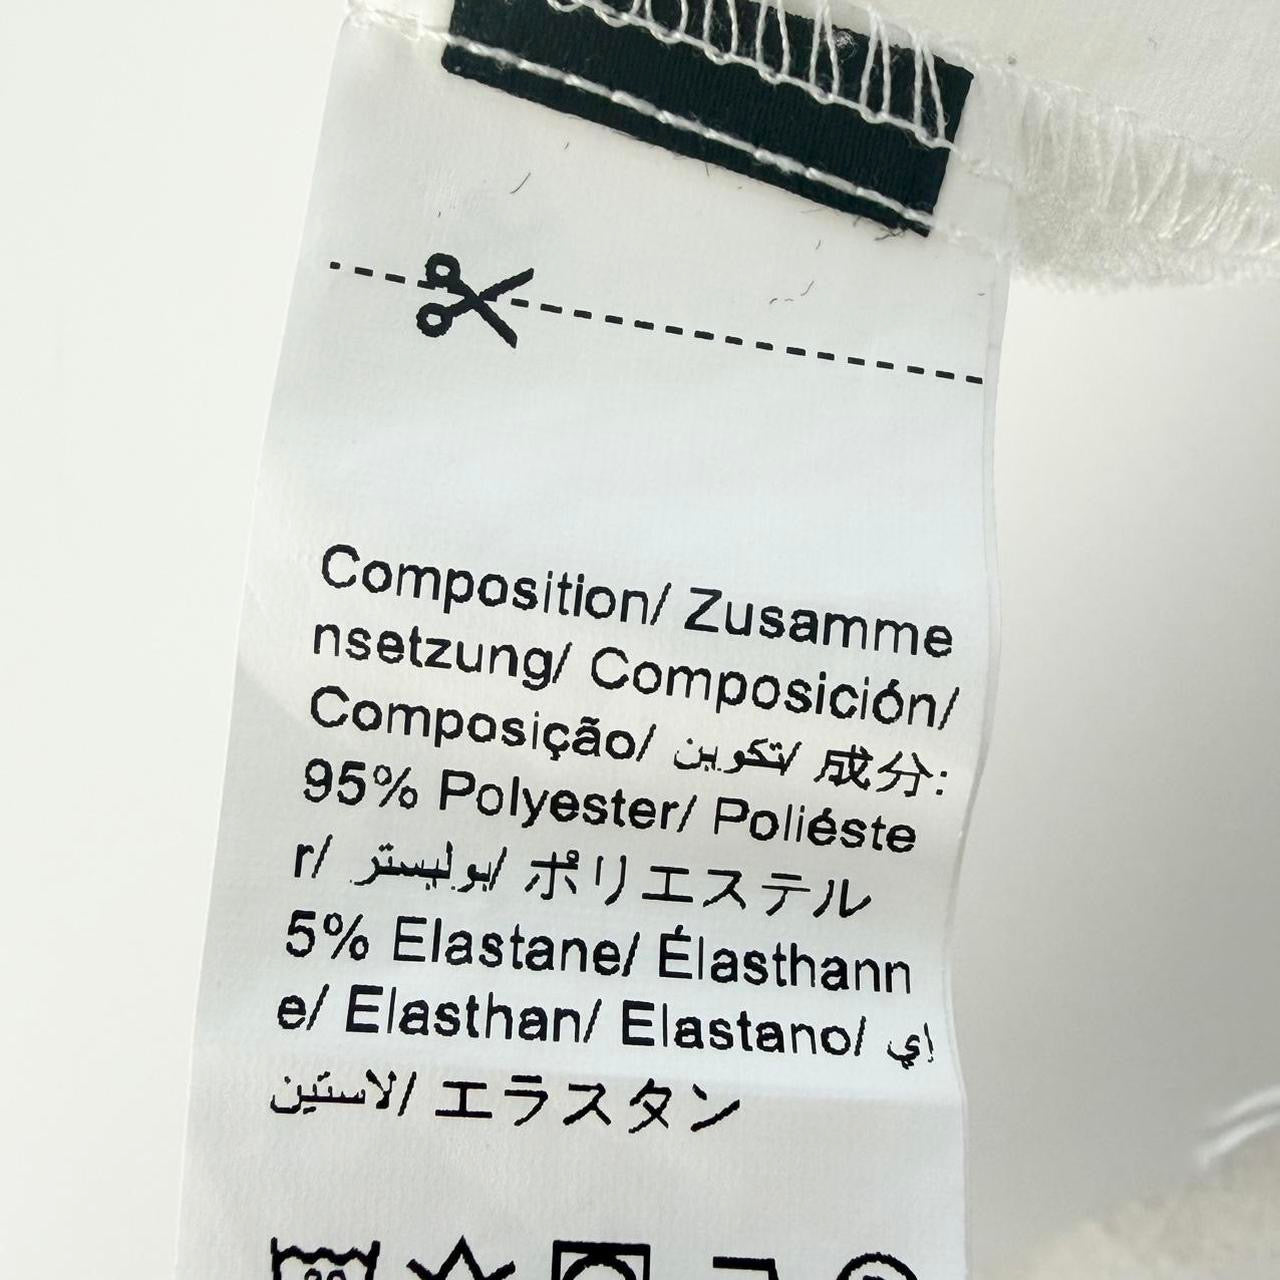 Composition/ Zusamme
nsetzung/ Composición/
Composição/ تكوين/ 成分:
95% Polyester/ Poliéste
r/ بوليستر/ ポリエステル
5% Elastane/ Élasthann
e/ Elasthan/ Elastano/ إي
لاستين/ エラスタン